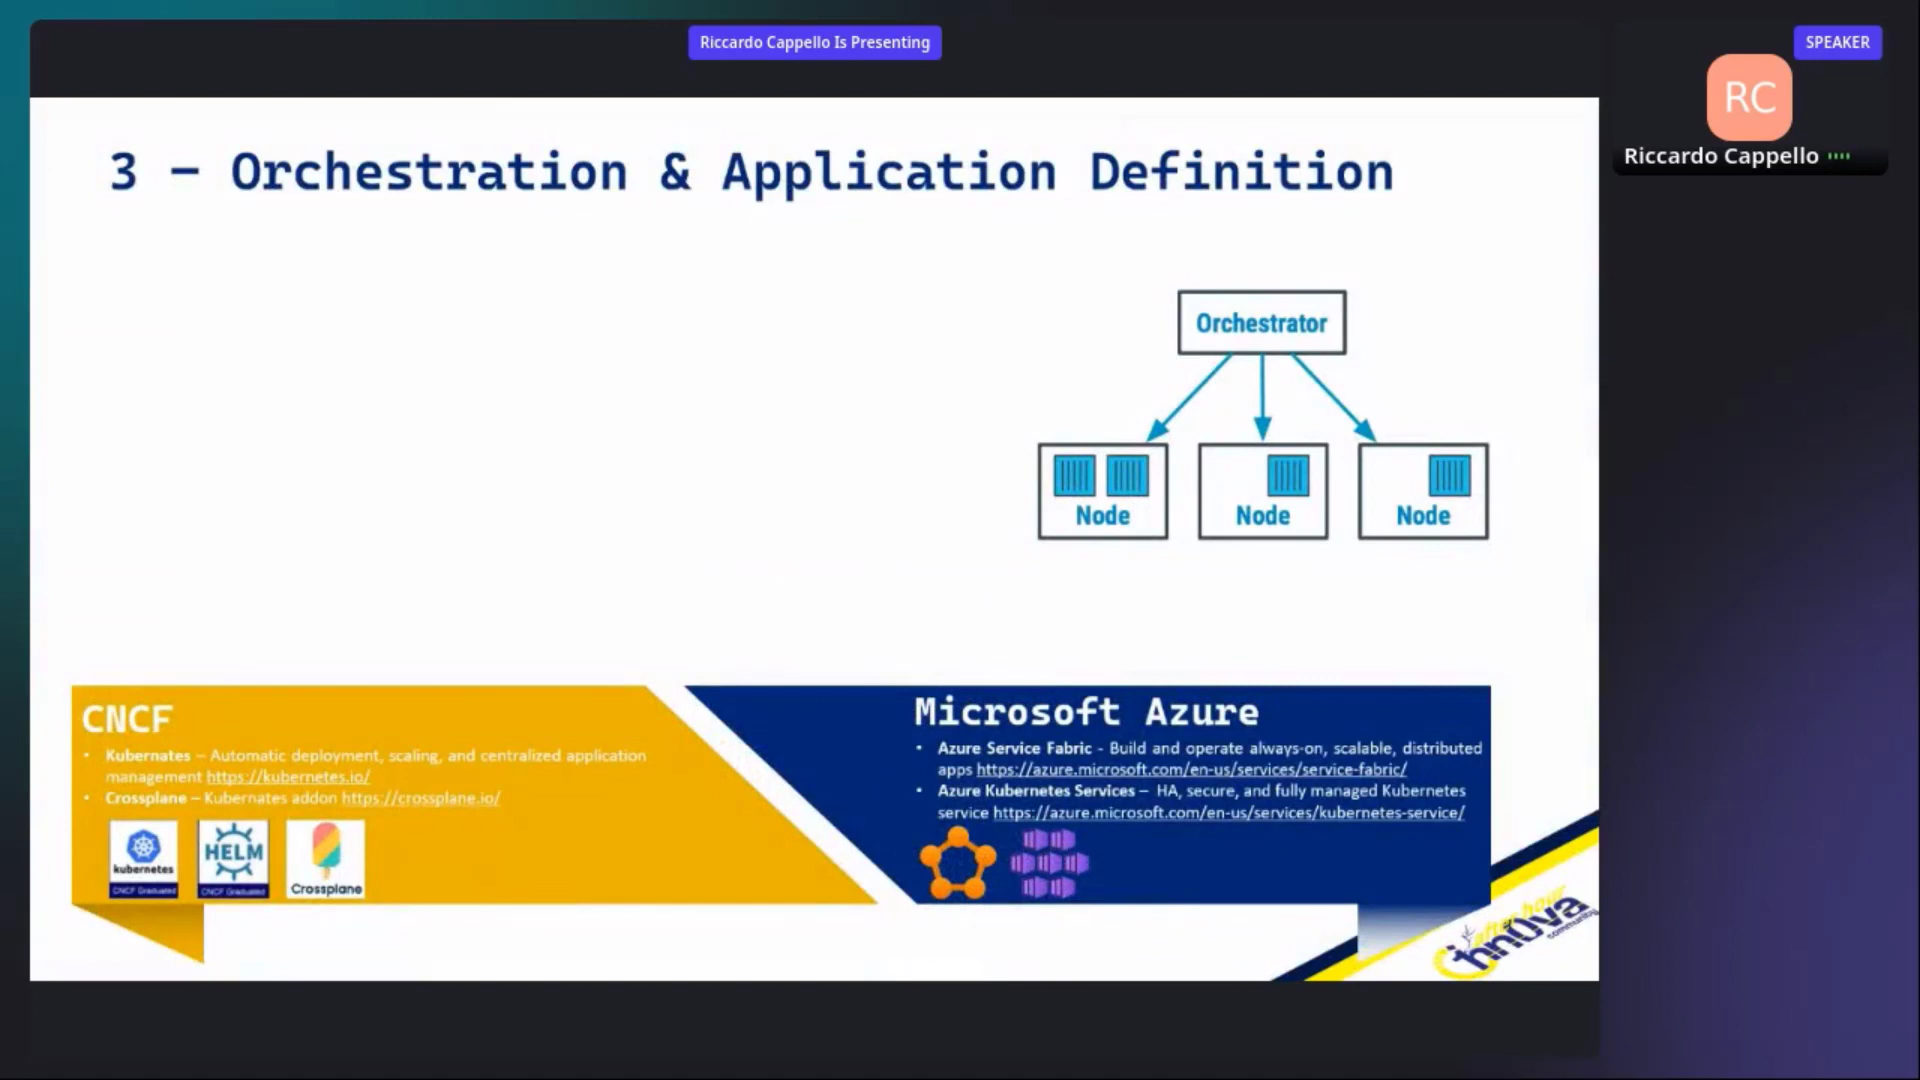 Riccardo Cappello Is Presenting
SPEAKER
RC
Riccardo Cappello
3 – Orchestration & Application Definition
Orchestrator
Node
Node
Node
CNCF
• Kubernates – Automatic deployment, scaling, and centralized application
management https://kubernetes.io/
• Crossplane – Kubernetes addon https://crossplane.io/
kubernetes
CNCF Graduated
HELM
CNCF Graduated
Crossplane
Microsoft Azure
• Azure Service Fabric - Build and operate always-on, scalable, distributed
apps https://azure.microsoft.com/en-us/services/service-fabric/
• Azure Kubernetes Services – HA, secure, and fully managed Kubernetes
service https://azure.microsoft.com/en-us/services/kubernetes-service/
after hour
inn0va
community